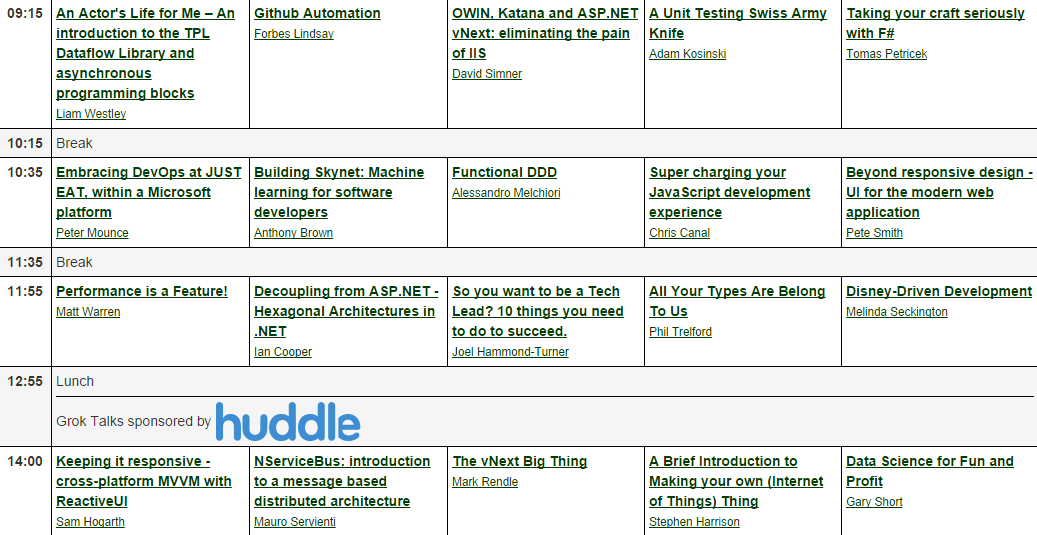 09:15
An Actor's Life for Me – An
introduction to the TPL
Dataflow Library and
asynchronous
programming blocks
Liam Westley
Github Automation
Forbes Lindsay
OWIN, Katana and ASP.NET
vNext: eliminating the pain
of IIS
David Simner
A Unit Testing Swiss Army
Knife
Adam Kosinski
Taking your craft seriously
with F#
Tomas Petricek
10:15
Break
10:35
Embracing DevOps at JUST
EAT, within a Microsoft
platform
Peter Mounce
Building Skynet: Machine
learning for software
developers
Anthony Brown
Functional DDD
Alessandro Melchiori
Super charging your
JavaScript development
experience
Chris Canal
Beyond responsive design -
UI for the modern web
application
Pete Smith
11:35
Break
11:55
Performance is a Feature!
Matt Warren
Decoupling from ASP.NET -
Hexagonal Architectures in
.NET
Ian Cooper
So you want to be a Tech
Lead? 10 things you need
to do to succeed.
Joel Hammond-Turner
All Your Types Are Belong
To Us
Phil Trelford
Disney-Driven Development
Melinda Seckington
12:55
Lunch
Grok Talks sponsored by huddle
14:00
Keeping it responsive -
cross-platform MVVM with
ReactiveUI
Sam Hogarth
NServiceBus: introduction
to a message based
distributed architecture
Mauro Servienti
The vNext Big Thing
Mark Rendle
A Brief Introduction to
Making your own (Internet
of Things) Thing
Stephen Harrison
Data Science for Fun and
Profit
Gary Short